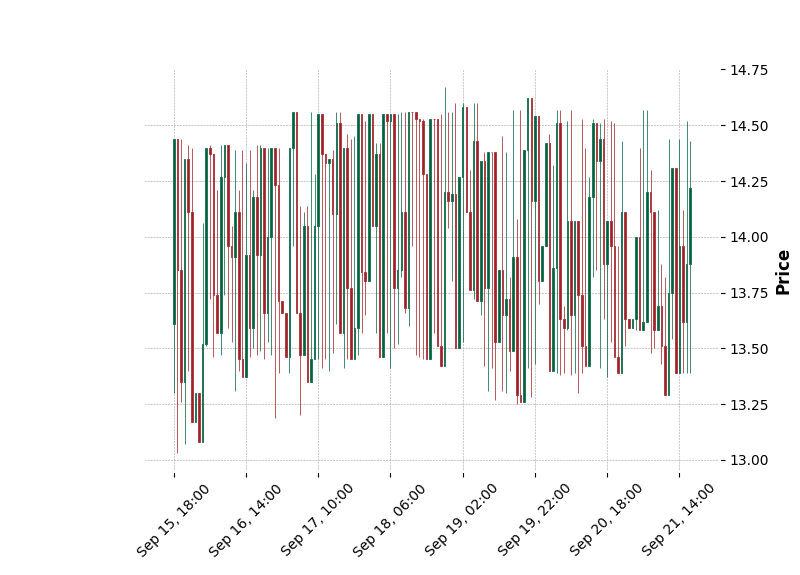 14.75
14.50
14.25
14.00
13.75
13.50
13.25
13.00
Price
Sep 15, 18:00
Sep 16, 14:00
Sep 17, 10:00
Sep 18, 06:00
Sep 19, 02:00
Sep 19, 22:00
Sep 20, 18:00
Sep 21, 14:00